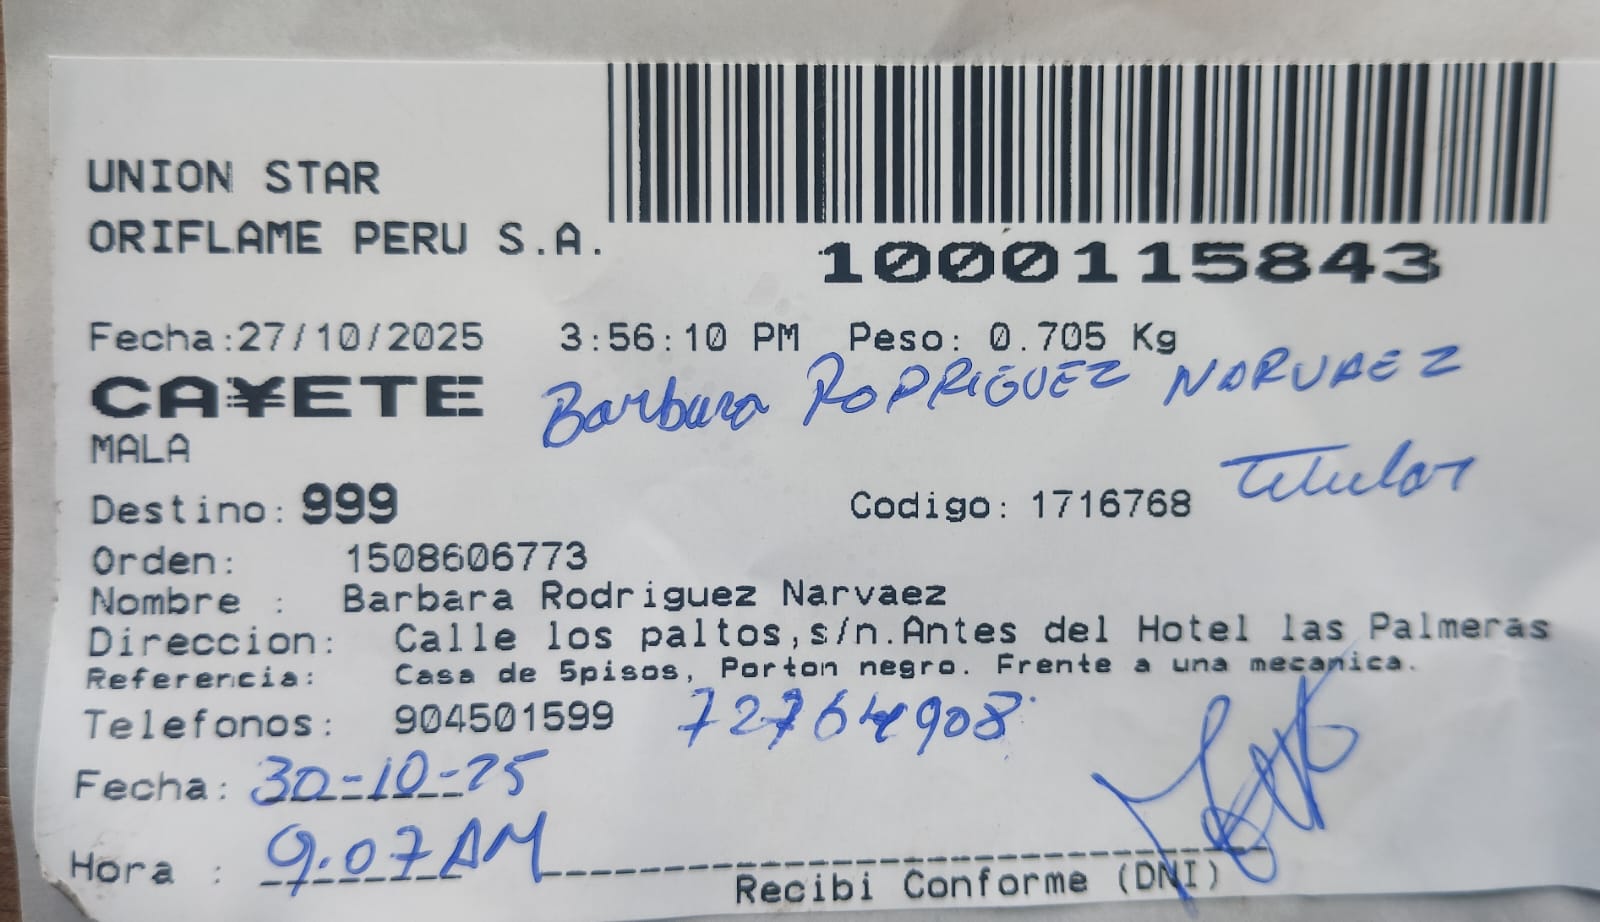 UNION STAR
ORIFLAME PERU S.A.
1000115843
Fecha:27/10/2025 3:56:10 PM Peso: 0.705 Kg
CA¥ETE Barbara RODRIGUEZ NARVAEZ
MALA
Titular
Destino: 999 Codigo: 1716768
Orden: 1508606773
Nombre : Barbara Rodriguez Narvaez
Direccion: Calle los paltos,s/n.Antes del Hotel las Palmeras
Referencia: Casa de 5pisos, Porton negro. Frente a una mecanica.
Telefonos: 904501599 72764908
Fecha: 30-10-25
Hora : 9:07 AM
Recibi Conforme (DNI)